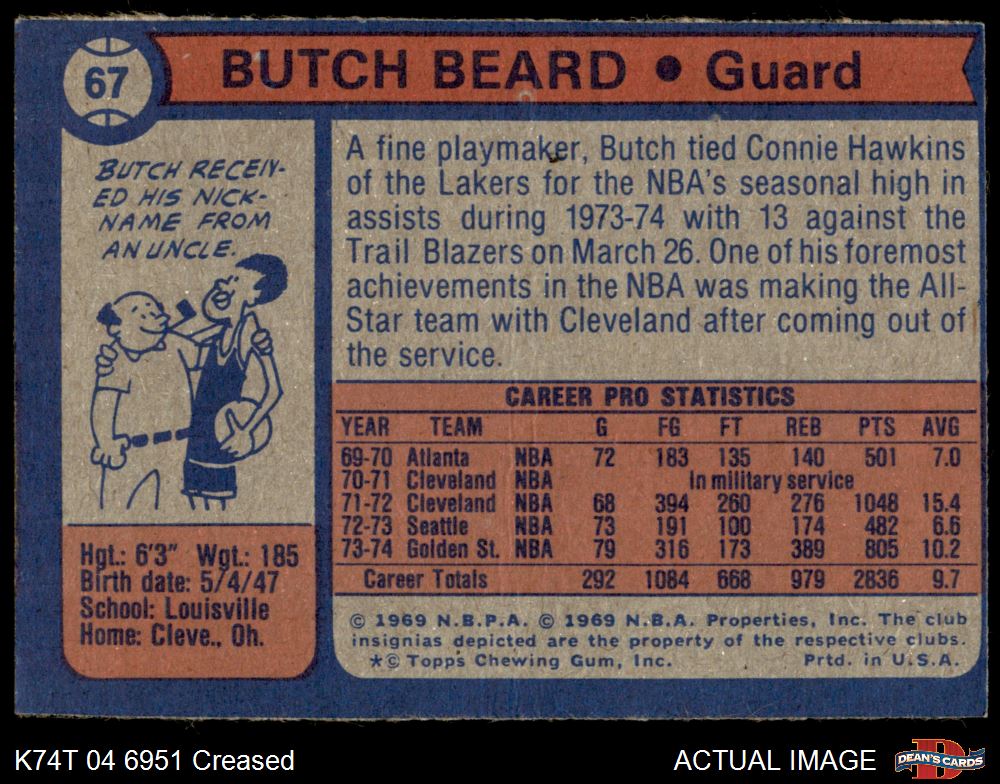 67
BUTCH BEARD • Guard
BUTCH RECEIV-
ED HIS NICK-
NAME FROM
AN UNCLE.
A fine playmaker, Butch tied Connie Hawkins
of the Lakers for the NBA's seasonal high in
assists during 1973-74 with 13 against the
Trail Blazers on March 26. One of his foremost
achievements in the NBA was making the All-
Star team with Cleveland after coming out of
the service.
CAREER PRO STATISTICS
YEAR TEAM G FG FT REB PTS AVG
69-70 Atlanta NBA 72 183 135 140 501 7.0
70-71 Cleveland NBA In military service
71-72 Cleveland NBA 68 394 260 276 1048 15.4
72-73 Seattle NBA 73 191 100 174 482 6.6
73-74 Golden St. NBA 79 316 173 389 805 10.2
Career Totals 292 1084 668 979 2836 9.7
Hgt.: 6'3" Wgt.: 185
Birth date: 5/4/47
School: Louisville
Home: Cleve., Oh.
© 1969 N.B.P.A. © 1969 N.B.A. Properties, Inc. The club
insignias depicted are the property of the respective clubs.
*© Topps Chewing Gum, Inc. Prtd. in U.S.A.
K74T 04 6951 Creased
ACTUAL IMAGE
D
DEAN'S CARDS